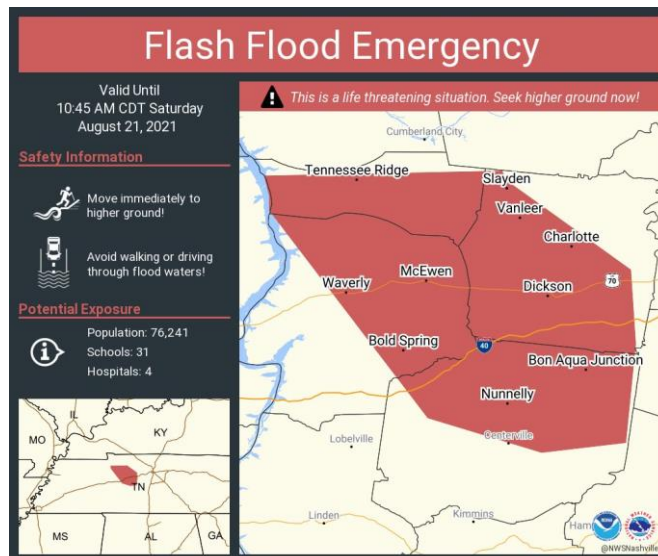 Flash Flood Emergency
Valid Until
10:45 AM CDT Saturday
August 21, 2021
This is a life threatening situation. Seek higher ground now!
Safety Information
Move immediately to
higher ground!
Avoid walking or driving
through flood waters!
Potential Exposure
Population: 76,241
Schools: 31
Hospitals: 4
Cumberland City
Tennessee Ridge
Slayden
Vanleer
Charlotte
70
McEwen
Waverly
Dickson
40
Bold Spring
Bon Aqua Junction
Nunnelly
Lobelville
Centerville
Linden
Kimmins
@NWSNashville
IL
MO
KY
TN
MS
AL
GA